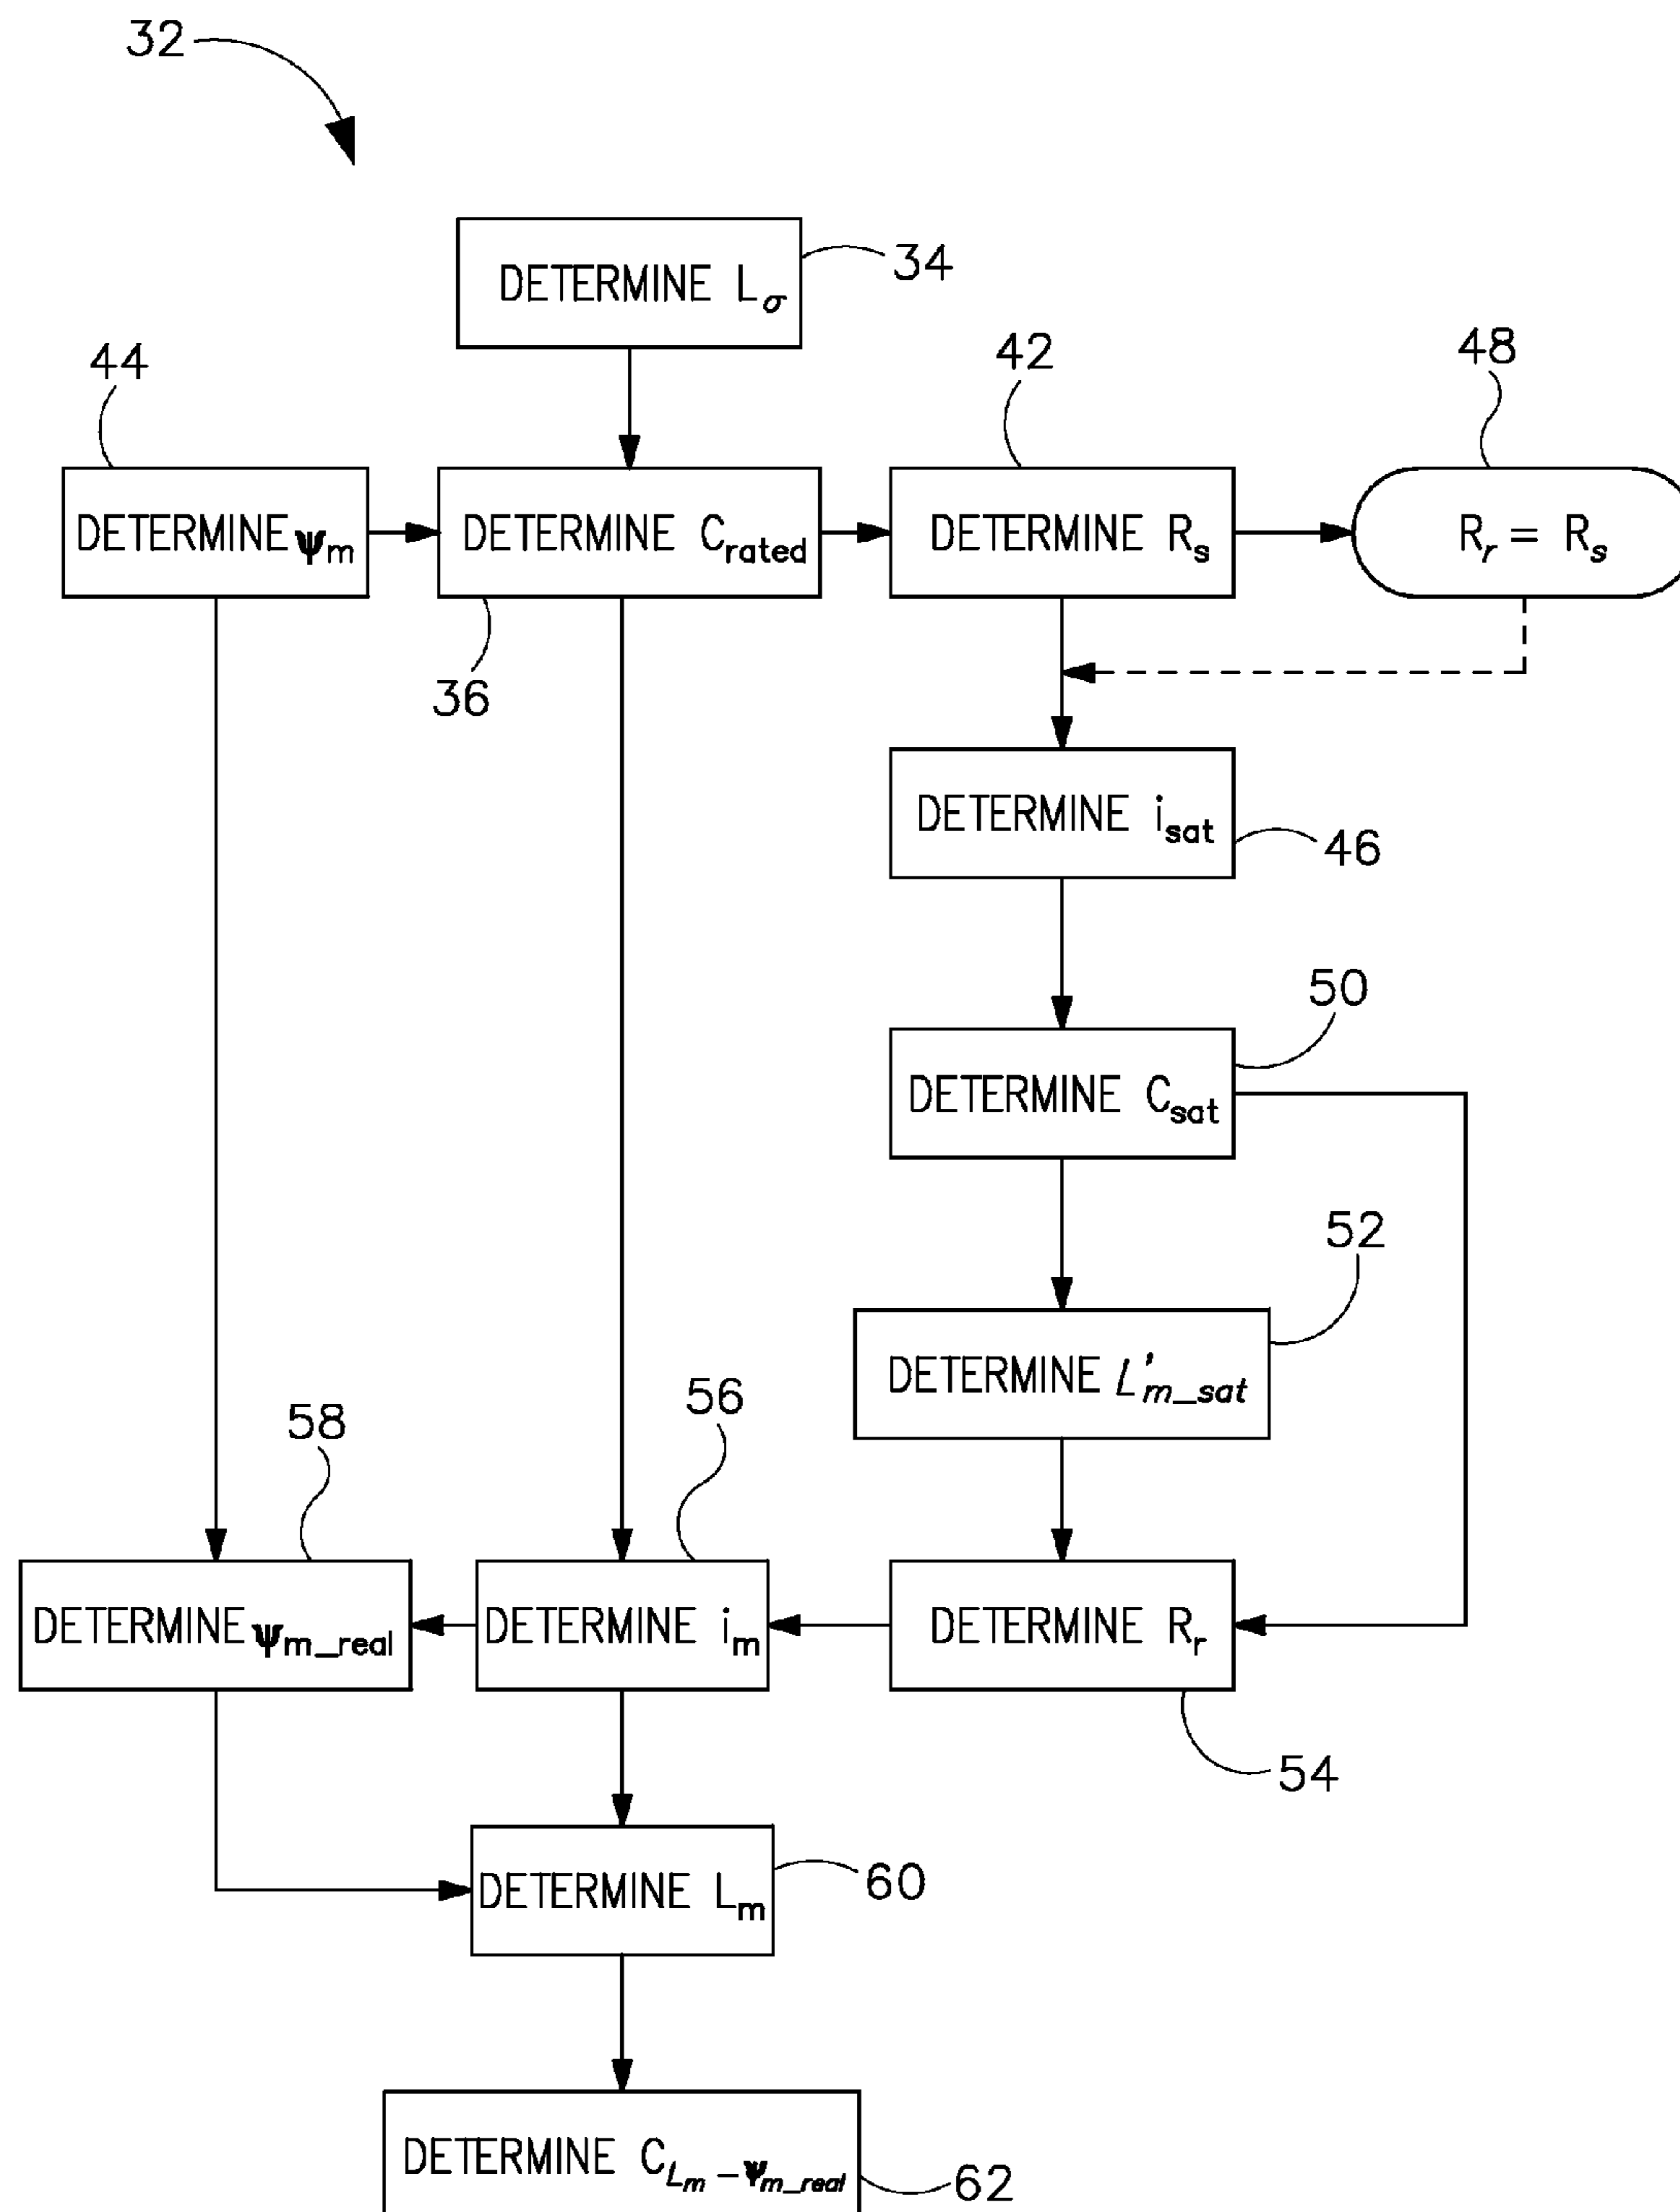 32
DETERMINE Lσ
34
44
42
48
DETERMINE ψm
DETERMINE Crated
DETERMINE Rs
Rr = Rs
36
DETERMINE isat
46
50
DETERMINE Csat
52
DETERMINE L'm_sat
58
56
DETERMINE ψm_real
DETERMINE im
DETERMINE Rr
54
DETERMINE Lm
60
DETERMINE CLm-ψm_real
62